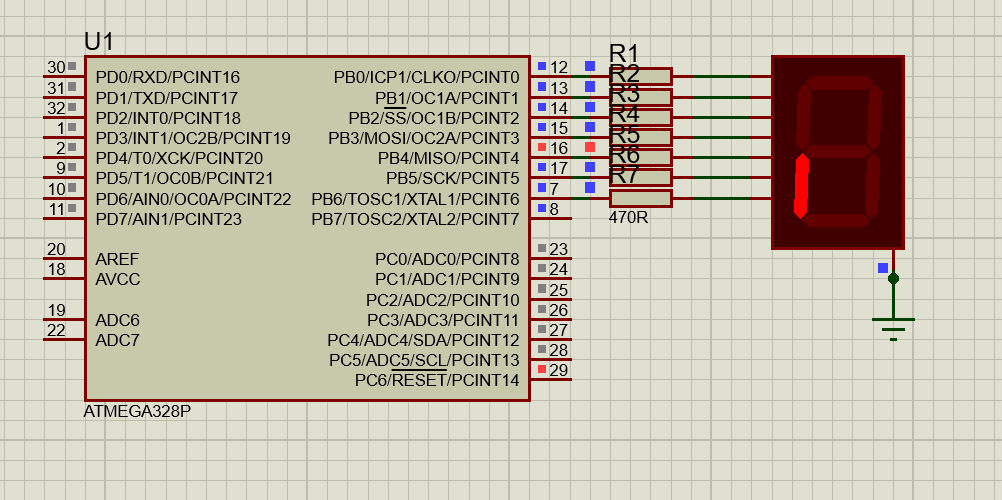 U1
R1
30 PD0/RXD/PCINT16 PB0/ICP1/CLKO/PCINT0 12 R2
31 PD1/TXD/PCINT17 PB1/OC1A/PCINT1 13 R3
32 PD2/INT0/PCINT18 PB2/SS/OC1B/PCINT2 14 R4
1 PD3/INT1/OC2B/PCINT19 PB3/MOSI/OC2A/PCINT3 15 R5
2 PD4/T0/XCK/PCINT20 PB4/MISO/PCINT4 16 R6
9 PD5/T1/OC0B/PCINT21 PB5/SCK/PCINT5 17 R7
10 PD6/AIN0/OC0A/PCINT22 PB6/TOSC1/XTAL1/PCINT6 7
11 PD7/AIN1/PCINT23 PB7/TOSC2/XTAL2/PCINT7 8 470R
20 AREF PC0/ADC0/PCINT8 23
18 AVCC PC1/ADC1/PCINT9 24
PC2/ADC2/PCINT10 25
19 ADC6 PC3/ADC3/PCINT11 26
22 ADC7 PC4/ADC4/SDA/PCINT12 27
PC5/ADC5/SCL/PCINT13 28
PC6/RESET/PCINT14 29
ATMEGA328P